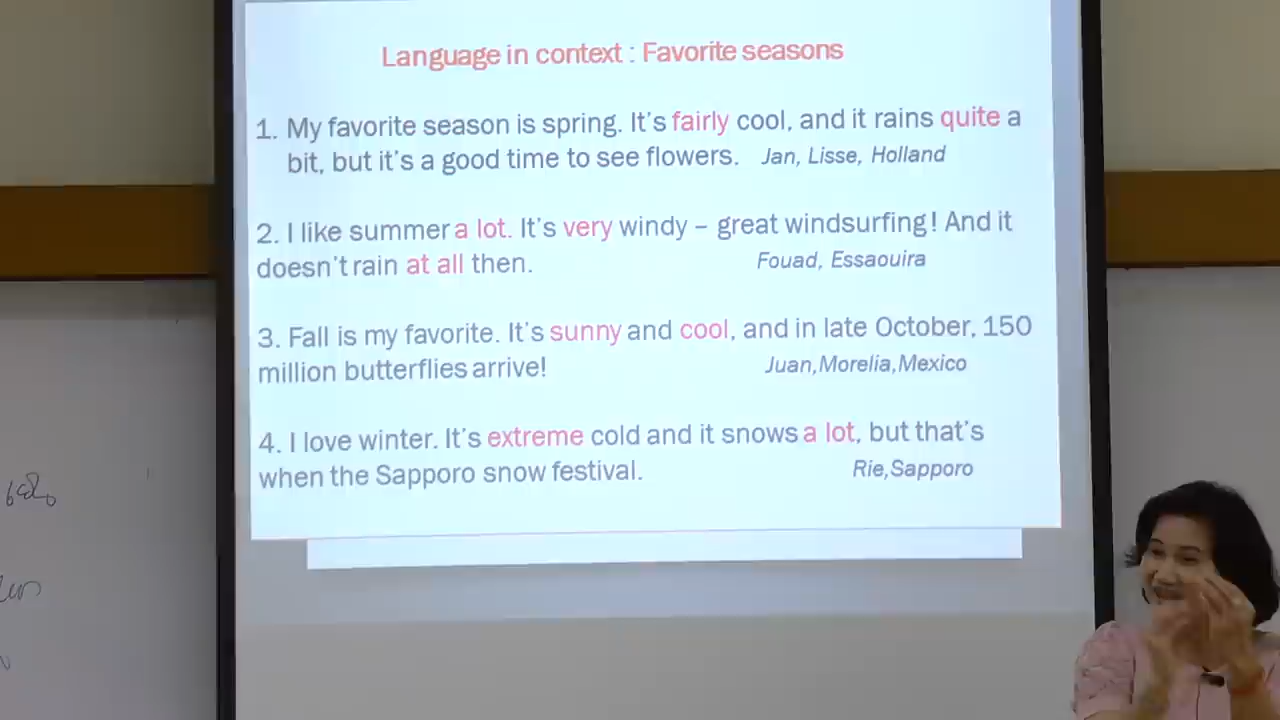 Language in context : Favorite seasons
1. My favorite season is spring. It's fairly cool, and it rains quite a
bit, but it's a good time to see flowers. Jan, Lisse, Holland
2. I like summer a lot. It's very windy – great windsurfing! And it
doesn't rain at all then. Fouad, Essaouira
3. Fall is my favorite. It's sunny and cool, and in late October, 150
million butterflies arrive! Juan,Morelia,Mexico
4. I love winter. It's extreme cold and it snows a lot, but that's
when the Sapporo snow festival. Rie,Sapporo